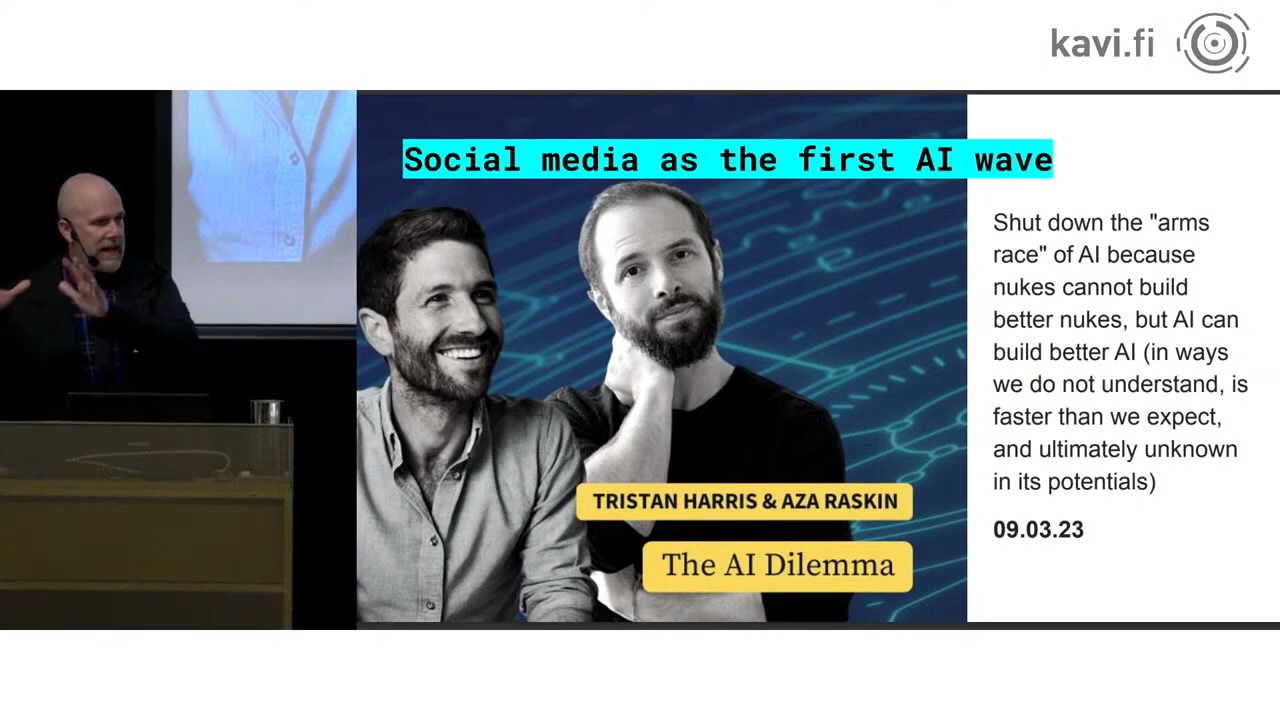 kavi.fi
Social media as the first AI wave
Shut down the "arms
race" of AI because
nukes cannot build
better nukes, but AI can
build better AI (in ways
we do not understand, is
faster than we expect,
and ultimately unknown
in its potentials)
09.03.23
TRISTAN HARRIS & AZA RASKIN
The AI Dilemma